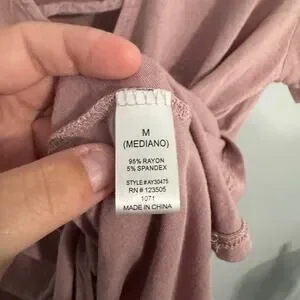 M
(MEDIANO)
95% RAYON
5% SPANDEX
STYLE #AY30475
RN # 123505
1071
MADE IN CHINA